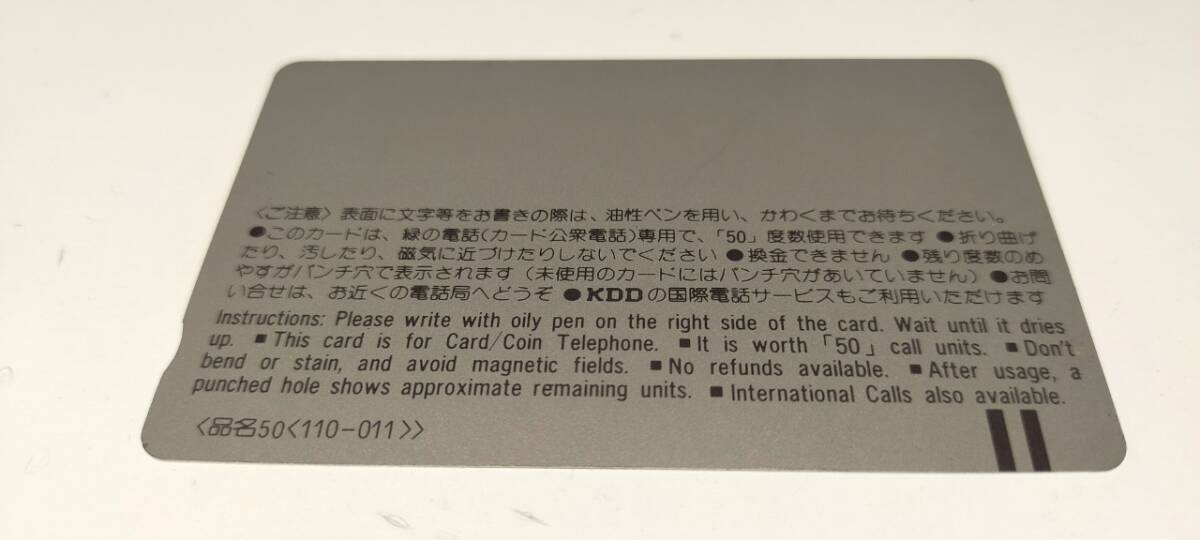 〈ご注意〉表面に文字等をお書きの際は、油性ペンを用い、かわくまでお待ちください。
●このカードは、緑の電話(カード公衆電話)専用で、「50」度数使用できます ●折り曲げ
たり、汚したり、磁気に近づけたりしないでください ●換金できません ●残り度数のめ
やすがパンチ穴で表示されます(未使用のカードにはパンチ穴があいていません) ●お問
い合せは、お近くの電話局へどうぞ ●KDDの国際電話サービスもご利用いただけます
Instructions: Please write with oily pen on the right side of the card. Wait until it dries
up. ■This card is for Card/Coin Telephone. ■It is worth「50」call units. ■Don't
bend or stain, and avoid magnetic fields. ■No refunds available. ■After usage, a
punched hole shows approximate remaining units. ■International Calls also available.
〈品名50〈110-011〉〉